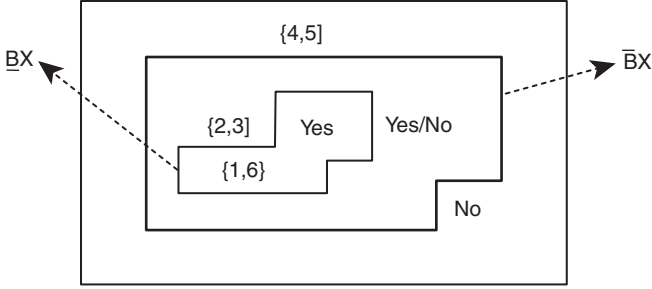 {4,5]
B̲X
B̅X
{2,3]
Yes
Yes/No
{1,6}
No